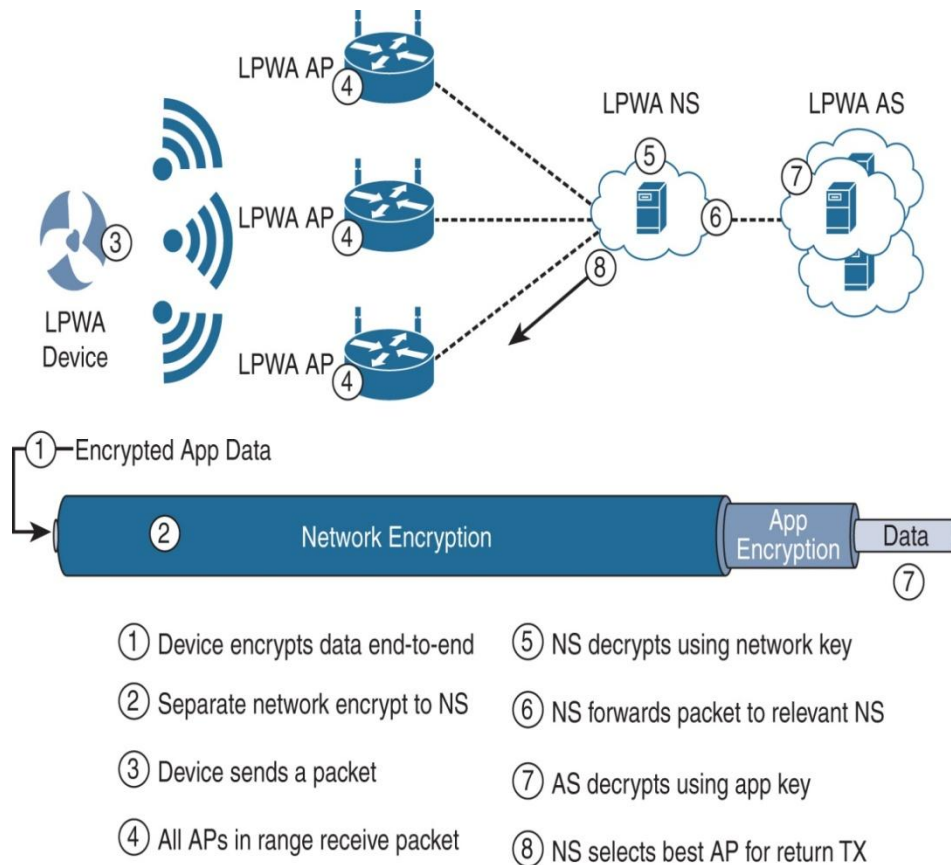 LPWA AP
4
LPWA NS
LPWA AS
5
7
LPWA AP
4
3
6
8
LPWA
Device
LPWA AP
4
1 Encrypted App Data
2
Network Encryption
App
Encryption
Data
7
1 Device encrypts data end-to-end
2 Separate network encrypt to NS
3 Device sends a packet
4 All APs in range receive packet
5 NS decrypts using network key
6 NS forwards packet to relevant NS
7 AS decrypts using app key
8 NS selects best AP for return TX